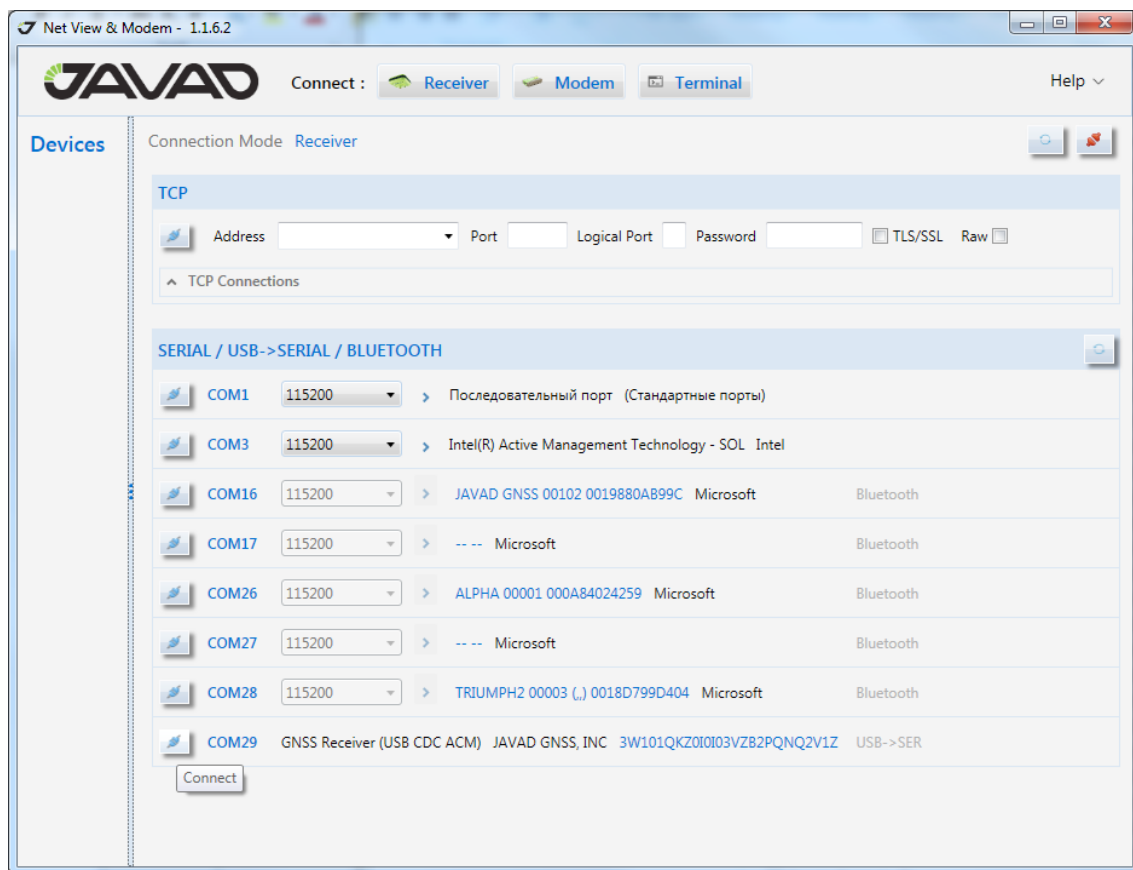 Net View & Modem - 1.1.6.2
JAVAD Connect : Receiver Modem Terminal Help
Devices Connection Mode Receiver
TCP
Address Port Logical Port Password TLS/SSL Raw
TCP Connections
SERIAL / USB->SERIAL / BLUETOOTH
COM1 115200 > Последовательный порт (Стандартные порты)
COM3 115200 > Intel(R) Active Management Technology - SOL Intel
COM16 115200 > JAVAD GNSS 00102 0019880AB99C Microsoft Bluetooth
COM17 115200 > -- -- Microsoft Bluetooth
COM26 115200 > ALPHA 00001 000A84024259 Microsoft Bluetooth
COM27 115200 > -- -- Microsoft Bluetooth
COM28 115200 > TRIUMPH2 00003 (,,) 0018D799D404 Microsoft Bluetooth
COM29 GNSS Receiver (USB CDC ACM) JAVAD GNSS, INC 3W101QKZ0I0I03VZB2PQNQ2V1Z USB->SER
Connect